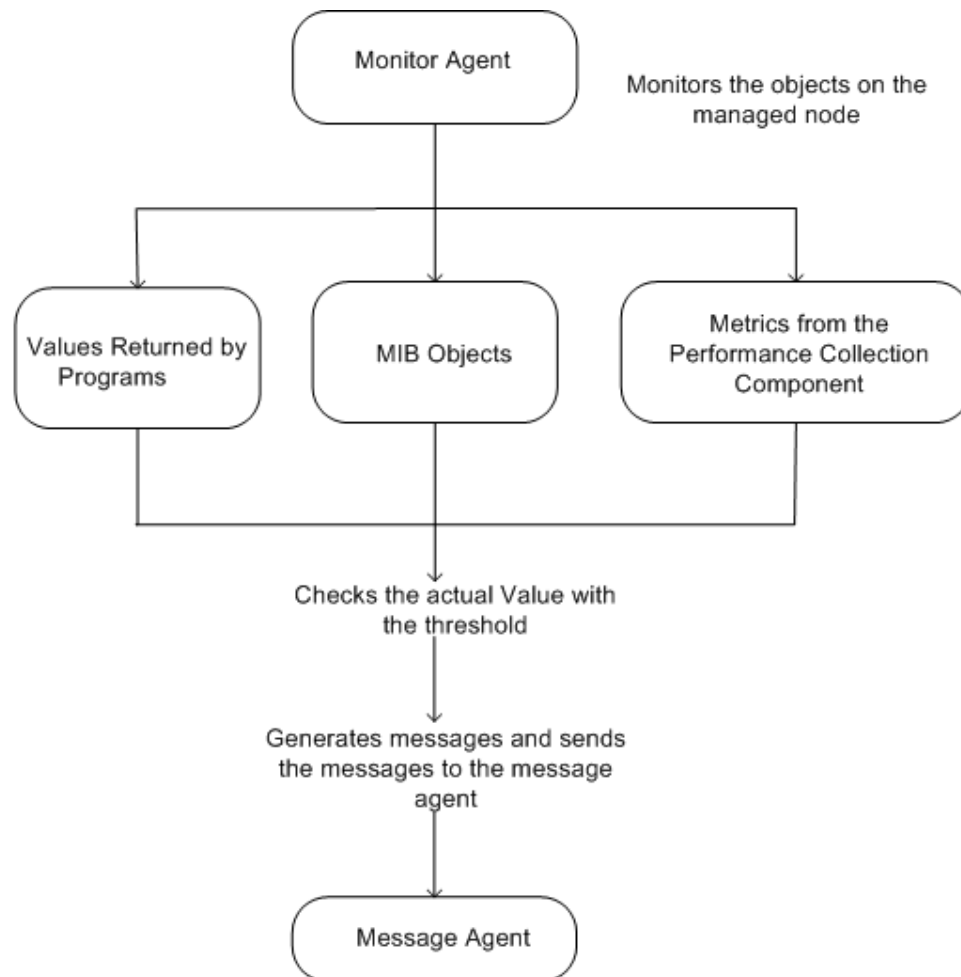 Monitor Agent
Monitors the objects on the
managed node
Values Returned by
Programs
MIB Objects
Metrics from the
Performance Collection
Component
Checks the actual Value with
the threshold
Generates messages and sends
the messages to the message
agent
Message Agent